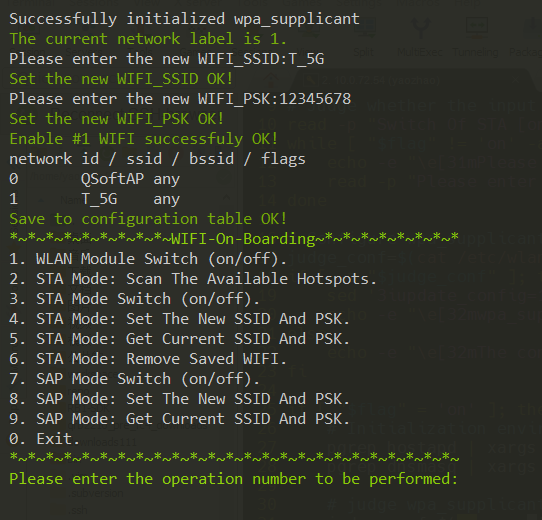 Successfully initialized wpa_supplicant
The current network label is 1.
Please enter the new WIFI_SSID:T_5G
Set the new WIFI_SSID OK!
Please enter the new WIFI_PSK:12345678
Set the new WIFI_PSK OK!
Enable #1 WIFI successfuly OK!
network id / ssid / bssid / flags
0       QSoftAP any
1       T_5G    any
Save to configuration table OK!
*~*~*~*~*~*~*~*~*~WIFI-On-Boarding~*~*~*~*~*~*~*~*
1. WLAN Module Switch (on/off).
2. STA Mode: Scan The Available Hotspots.
3. STA Mode Switch (on/off).
4. STA Mode: Set The New SSID And PSK.
5. STA Mode: Get Current SSID And PSK.
6. STA Mode: Remove Saved WIFI.
7. SAP Mode Switch (on/off).
8. SAP Mode: Set The New SSID And PSK.
9. SAP Mode: Get Current SSID And PSK.
0. Exit.
*~*~*~*~*~*~*~*~*~*~*~*~*~*~*~*~*~*~*~*~*~*~*~*~*~
Please enter the operation number to be performed: